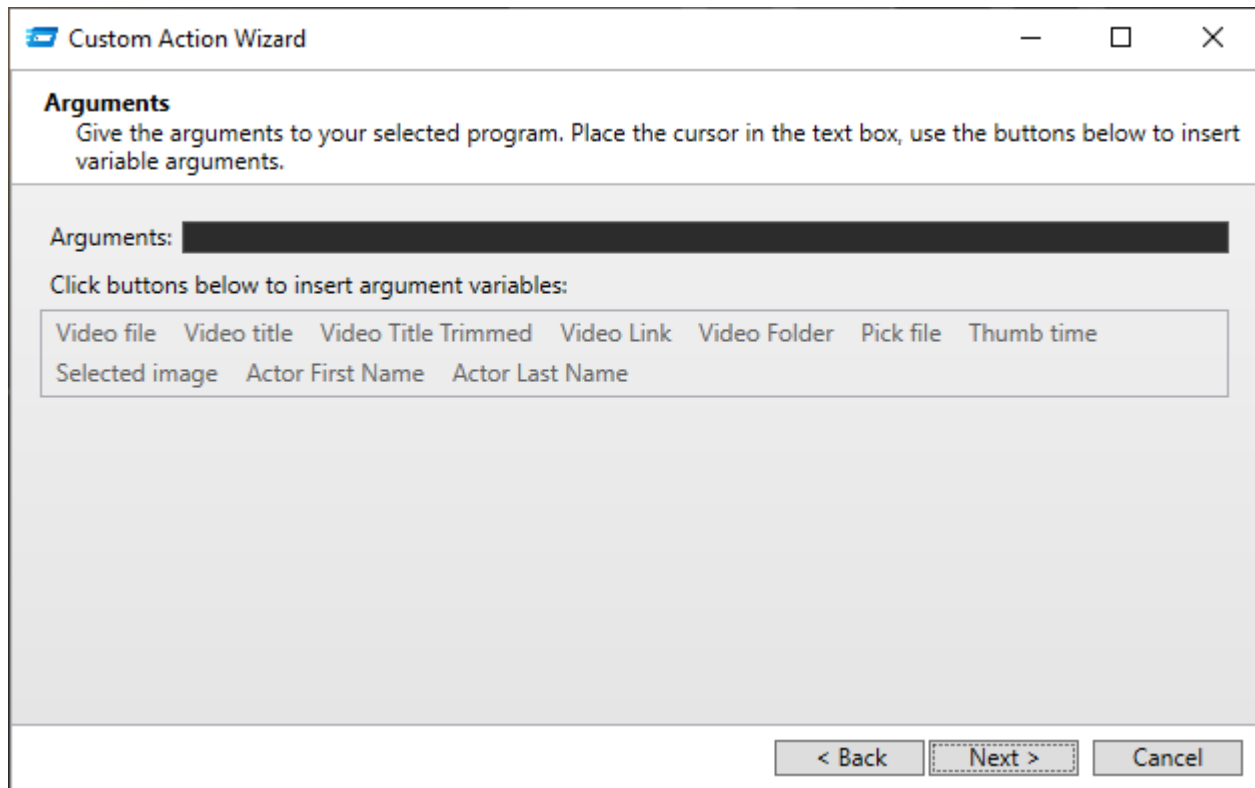 Custom Action Wizard
Arguments
Give the arguments to your selected program. Place the cursor in the text box, use the buttons below to insert
variable arguments.
Arguments:
Click buttons below to insert argument variables:
Video file Video title Video Title Trimmed Video Link Video Folder Pick file Thumb time
Selected image Actor First Name Actor Last Name
< Back Next > Cancel